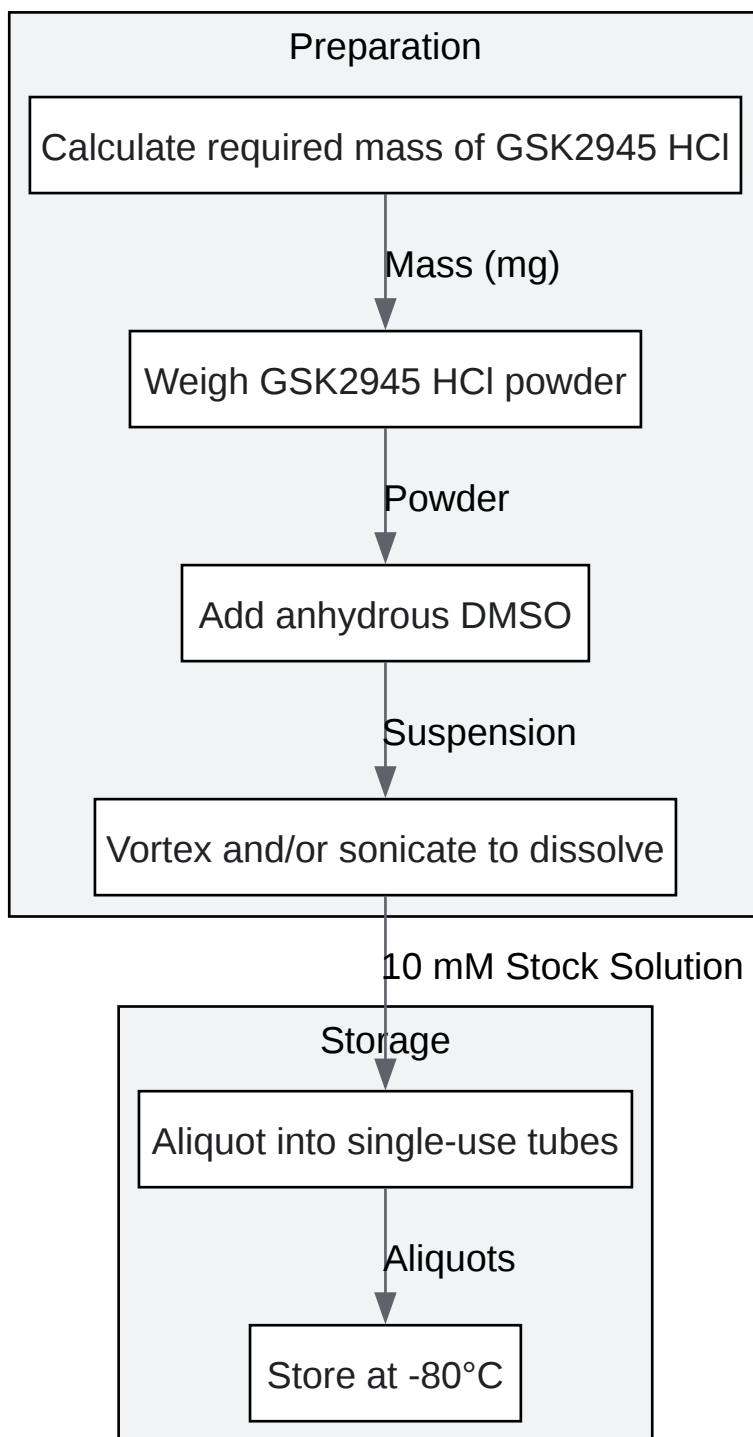 Preparation
Calculate required mass of GSK2945 HCl
Mass (mg)
Weigh GSK2945 HCl powder
Powder
Add anhydrous DMSO
Suspension
Vortex and/or sonicate to dissolve
10 mM Stock Solution
Storage
Aliquot into single-use tubes
Aliquots
Store at -80°C